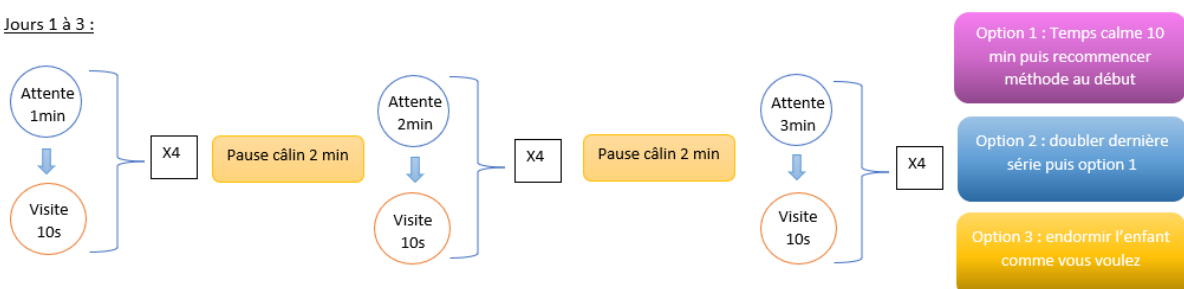 Jours 1 à 3 :
Attente
1min
Visite
10s
X4
Pause câlin 2 min
Attente
2min
Visite
10s
X4
Pause câlin 2 min
Attente
3min
Visite
10s
X4
Option 1 : Temps calme 10
min puis recommencer
méthode au début
Option 2 : doubler dernière
série puis option 1
Option 3 : endormir l’enfant
comme vous voulez